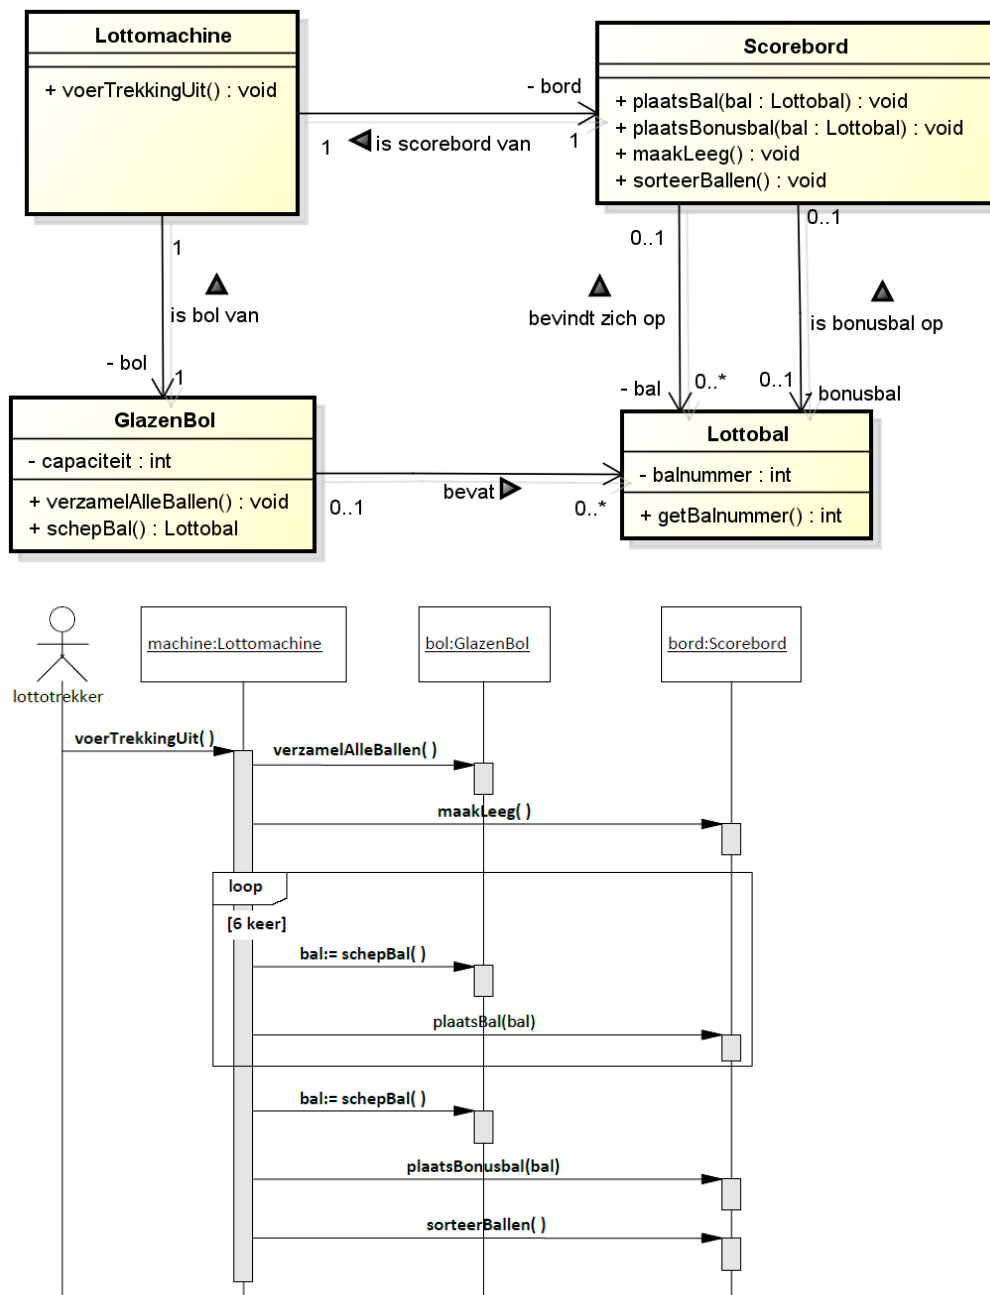 Lottomachine
+ voerTrekkingUit() : void
Scorebord
+ plaatsBal(bal : Lottobal) : void
+ plaatsBonusbal(bal : Lottobal) : void
+ maakLeeg() : void
+ sorteerBallen() : void
- bord
1
is scorebord van
1
1
is bol van
- bol
1
0..1
bevindt zich op
- bal
0..*
0..1
is bonusbal op
0..1
- bonusbal
GlazenBol
- capaciteit : int
+ verzamelAlleBallen() : void
+ schepBal() : Lottobal
0..1
bevat
0..*
Lottobal
- balnummer : int
+ getBalnummer() : int
lottotrekker
machine:Lottomachine
bol:GlazenBol
bord:Scorebord
voerTrekkingUit( )
verzamelAlleBallen( )
maakLeeg( )
loop
[6 keer]
bal:= schepBal( )
plaatsBal(bal)
bal:= schepBal( )
plaatsBonusbal(bal)
sorteerBallen( )